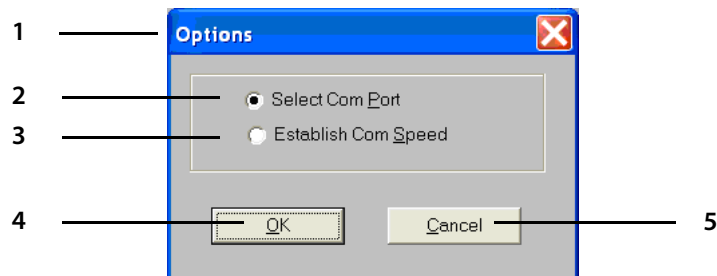 1 Options
2 Select Com Port
3 Establish Com Speed
4 OK Cancel 5